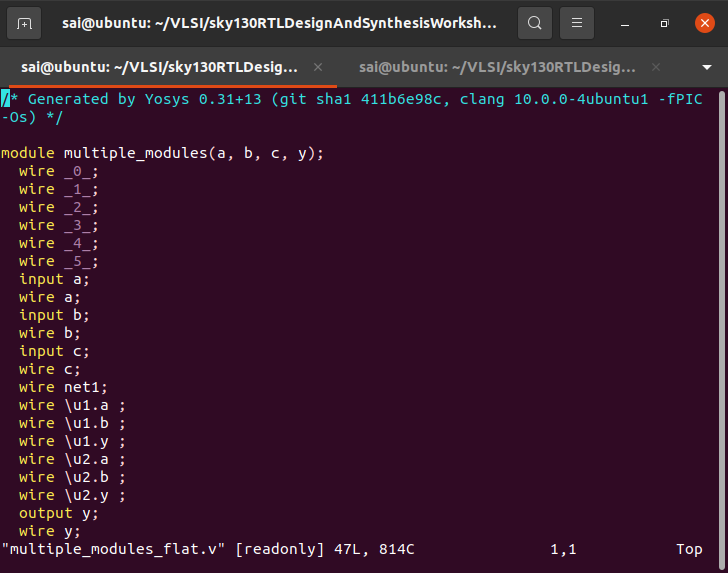 sai@ubuntu: ~/VLSI/sky130RTLDesignAndSynthesisWorksh...
sai@ubuntu: ~/VLSI/sky130RTLDesig... × sai@ubuntu: ~/VLSI/sky130RTLDesig... ×
/* Generated by Yosys 0.31+13 (git sha1 411b6e98c, clang 10.0.0-4ubuntu1 -fPIC
-Os) */
module multiple_modules(a, b, c, y);
  wire _0_;
  wire _1_;
  wire _2_;
  wire _3_;
  wire _4_;
  wire _5_;
  input a;
  wire a;
  input b;
  wire b;
  input c;
  wire c;
  wire net1;
  wire \u1.a ;
  wire \u1.b ;
  wire \u1.y ;
  wire \u2.a ;
  wire \u2.b ;
  wire \u2.y ;
  output y;
  wire y;
"multiple_modules_flat.v" [readonly] 47L, 814C 1,1 Top